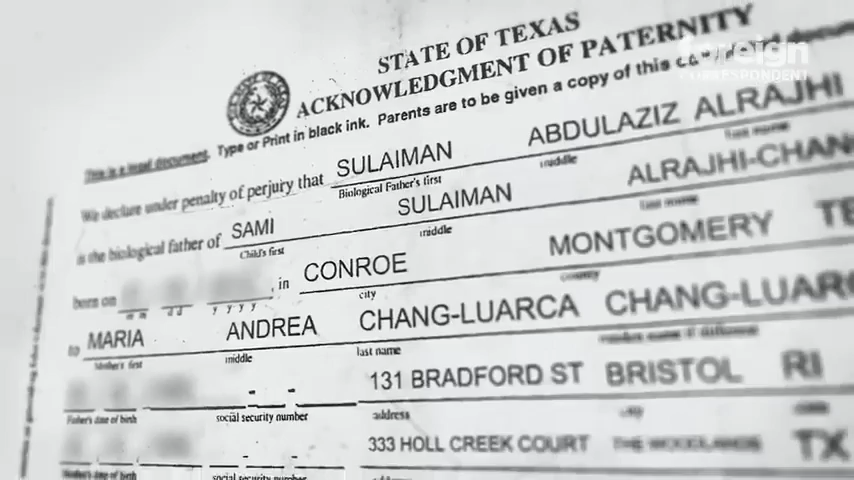 foreign
CORRESPONDENT
STATE OF TEXAS
ACKNOWLEDGMENT OF PATERNITY
This is a legal document. Type or Print in black ink. Parents are to be given a copy of this
We declare under penalty of perjury that SULAIMAN ABDULAZIZ ALRAJHI
Biological Father's first middle last name
is the biological father of SAMI SULAIMAN ALRAJHI-CHAN
Child's first middle last name
born on in CONROE MONTGOMERY TE
m m d d y y y y city county
to MARIA ANDREA CHANG-LUARCA CHANG-LUAR
Mother's first middle last name maiden name if different
- - 131 BRADFORD ST BRISTOL RI
Father's date of birth social security number address city
- - 333 HOLL CREEK COURT THE WOODLANDS TX
Mother's date of birth social security number